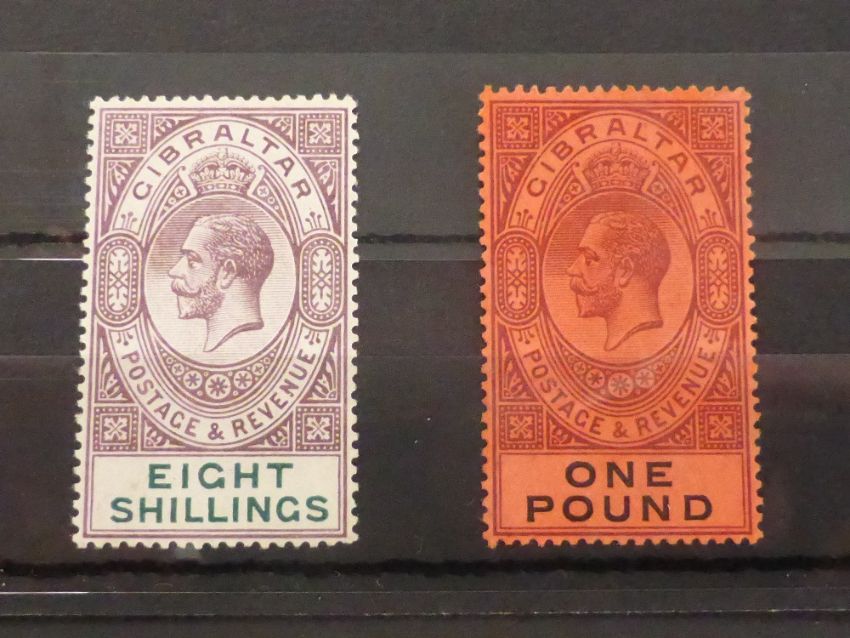 GIBRALTAR
POSTAGE & REVENUE
EIGHT
SHILLINGS
GIBRALTAR
POSTAGE & REVENUE
ONE
POUND